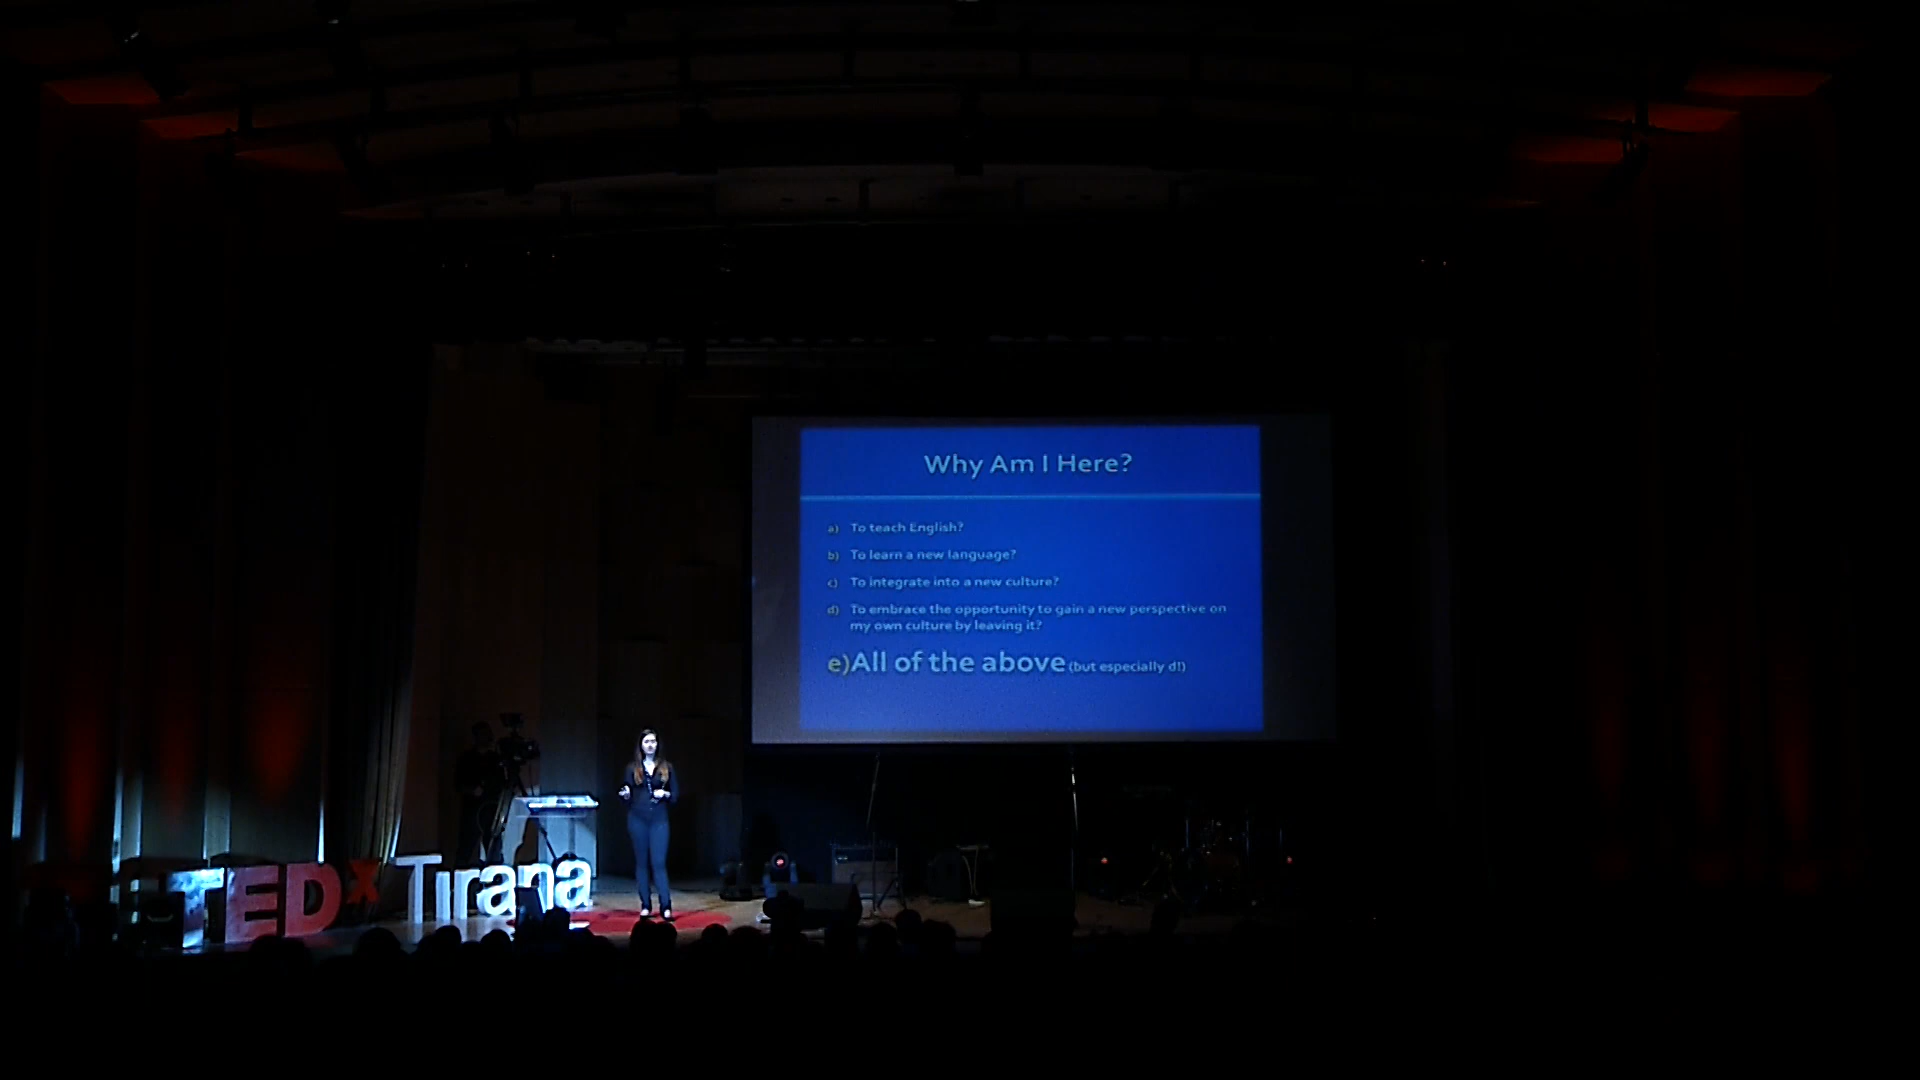 Why Am I Here?
a) To teach English?
b) To learn a new language?
c) To integrate into a new culture?
d) To embrace the opportunity to gain a new perspective on
my own culture by leaving it?
e) All of the above (but especially d!)
TEDx Tirana